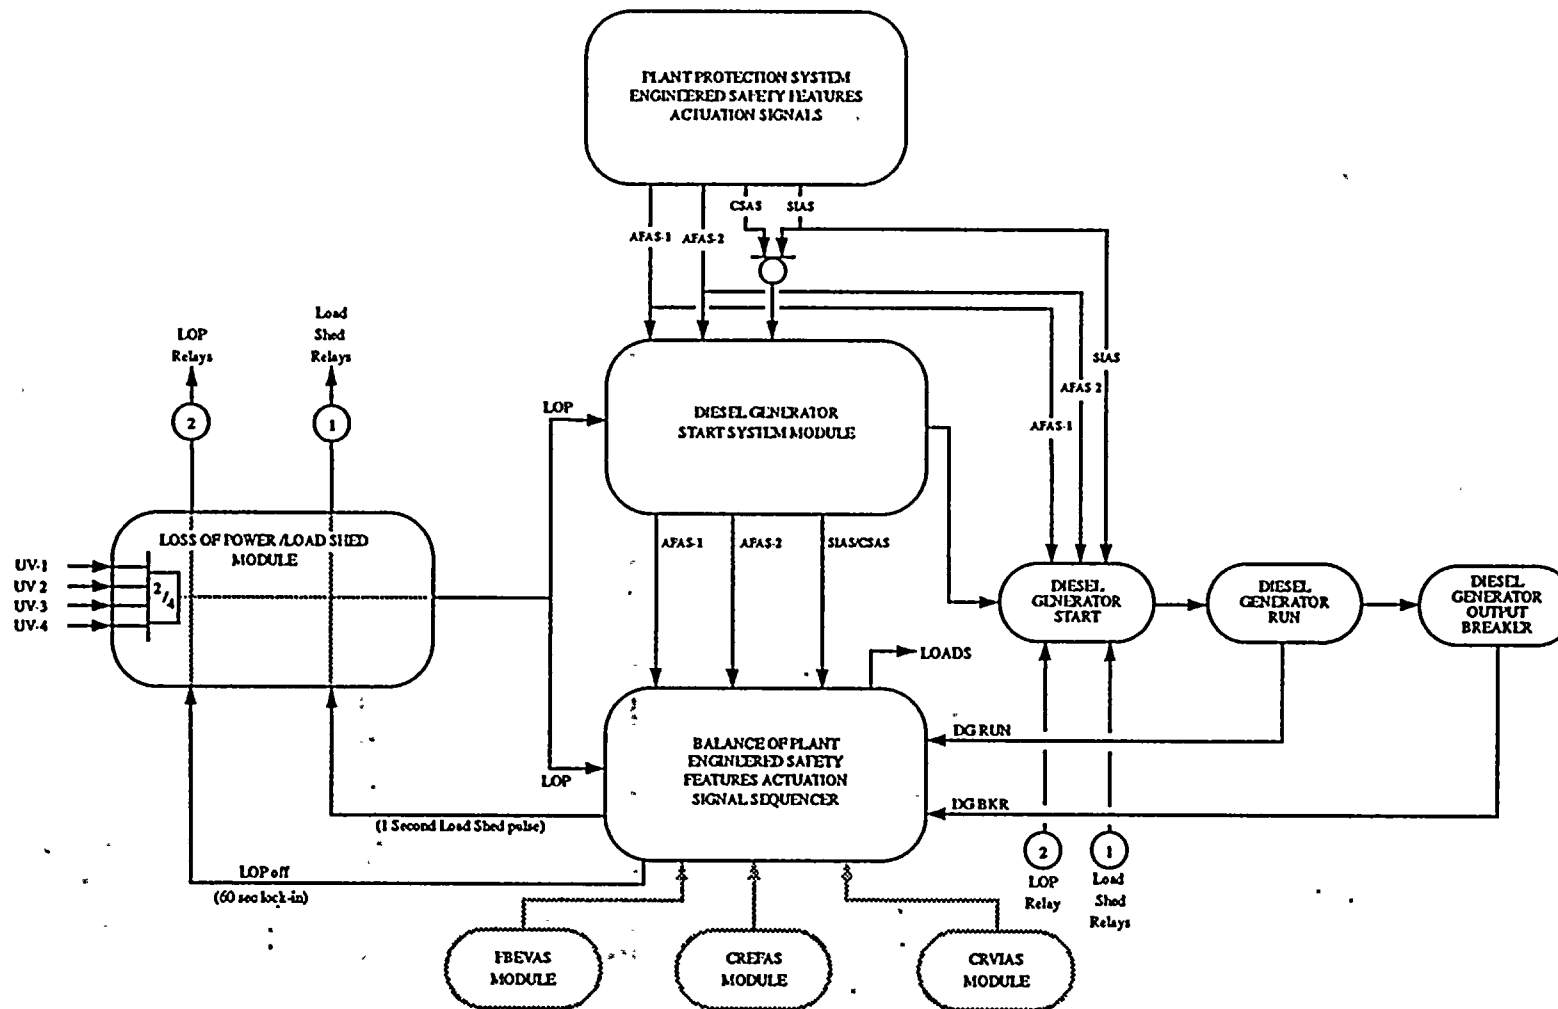 PLANT PROTECTION SYSTEM
ENGINEERED SAFETY FEATURES
ACTUATION SIGNALS
CSAS
SIAS
AFAS-1
AFAS-2
LOP
Relays
Load
Shed
Relays
2
1
LOP
DIESEL GENERATOR
START SYSTEM MODULE
SIAS
AFAS 2
AFAS-1
LOSS OF POWER /LOAD SHED
MODULE
UV-1
UV 2
UV-3
UV-4
2/4
AFAS-1
AFAS-2
SIAS/CSAS
DIESEL
GENERATOR
START
DIESEL
GENERATOR
RUN
DIESEL
GENERATOR
OUTPUT
BREAKER
LOADS
BALANCE OF PLANT
ENGINEERED SAFETY
FEATURES ACTUATION
SIGNAL SEQUENCER
LOP
DG RUN
DG BKR
(1 Second Load Shed pulse)
LOP off
(60 sec lock-in)
2
LOP
Relay
1
Load
Shed
Relays
FBEVAS
MODULE
CREFAS
MODULE
CRVIAS
MODULE